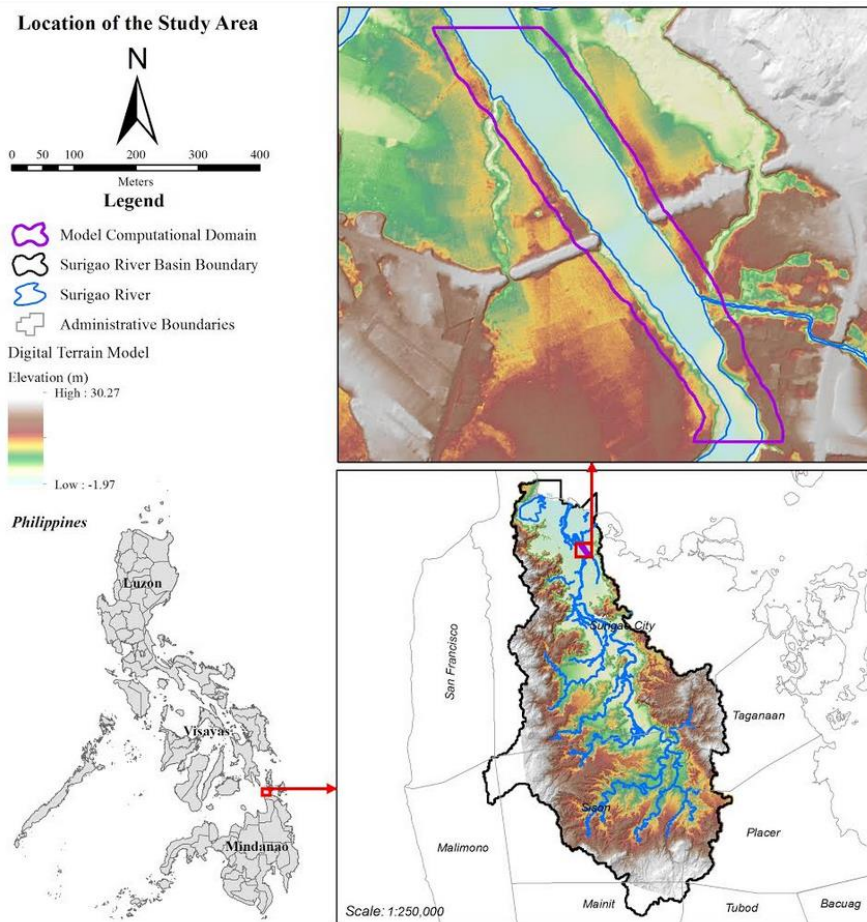 Location of the Study Area
N
0 50 100 200 300 400
Meters
Legend
Model Computational Domain
Surigao River Basin Boundary
Surigao River
Administrative Boundaries
Digital Terrain Model
Elevation (m)
High : 30.27
Low : -1.97
Philippines
Luzon
Visayas
Mindanao
San Francisco
Surigao City
Taganaan
Sison
Placer
Malimono
Mainit
Tubod
Bacuag
Scale: 1:250,000